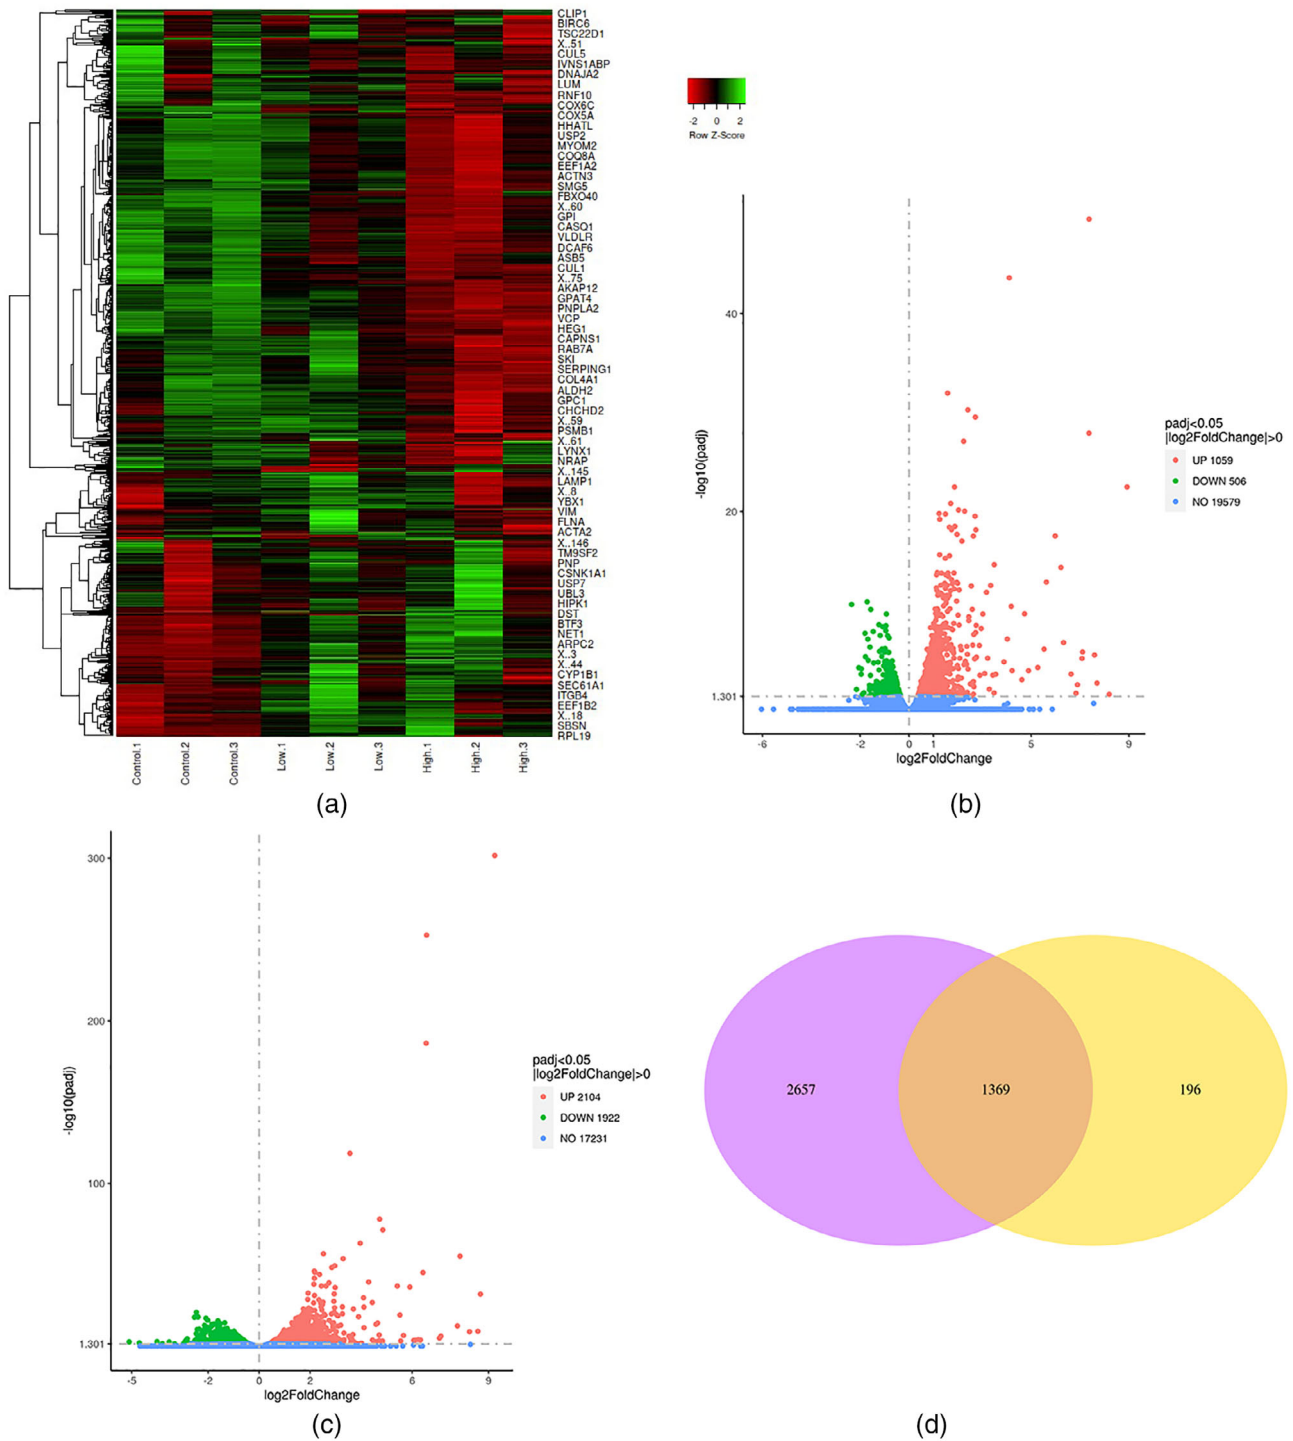 CLIP1
BIRC6
TSC22D1
X..51
CUL5
IVNS1ABP
DNAJA2
LUM
RNF10
COX6C
COX5A
HHATL
USP2
MYOM2
COQ8A
EEF1A2
ACTN3
SMG5
FBXO40
X..60
GPI
CASQ1
VLDLR
DCAF6
ASB5
CUL1
X..75
AKAP12
GPAT4
PNPLA2
VCP
HEG1
CAPNS1
RAB7A
SKI
SERPING1
COL4A1
ALDH2
GPC1
CHCHD2
X..59
PSMB1
X..61
LYNX1
NRAP
X..145
LAMP1
X..8
YBX1
VIM
FLNA
ACTA2
X..146
TM9SF2
PNP
CSNK1A1
USP7
UBL3
HIPK1
DST
BTF3
NET1
ARPC2
X..3
X..44
CYP1B1
SEC61A1
ITGB4
EEF1B2
X..18
SBSN
RPL19
Control.1
Control.2
Control.3
Low.1
Low.2
Low.3
High.1
High.2
High.3
(a)
-2 0 2
Row Z-Score
40
20
1.301
-log10(padj)
-6 -2 0 1 5 9
log2FoldChange
padj<0.05
|log2FoldChange|>0
UP 1059
DOWN 506
NO 19579
(b)
300
200
100
1.301
-log10(padj)
-5 -2 0 2 6 9
log2FoldChange
padj<0.05
|log2FoldChange|>0
UP 2104
DOWN 1922
NO 17231
(c)
2657 1369 196
(d)